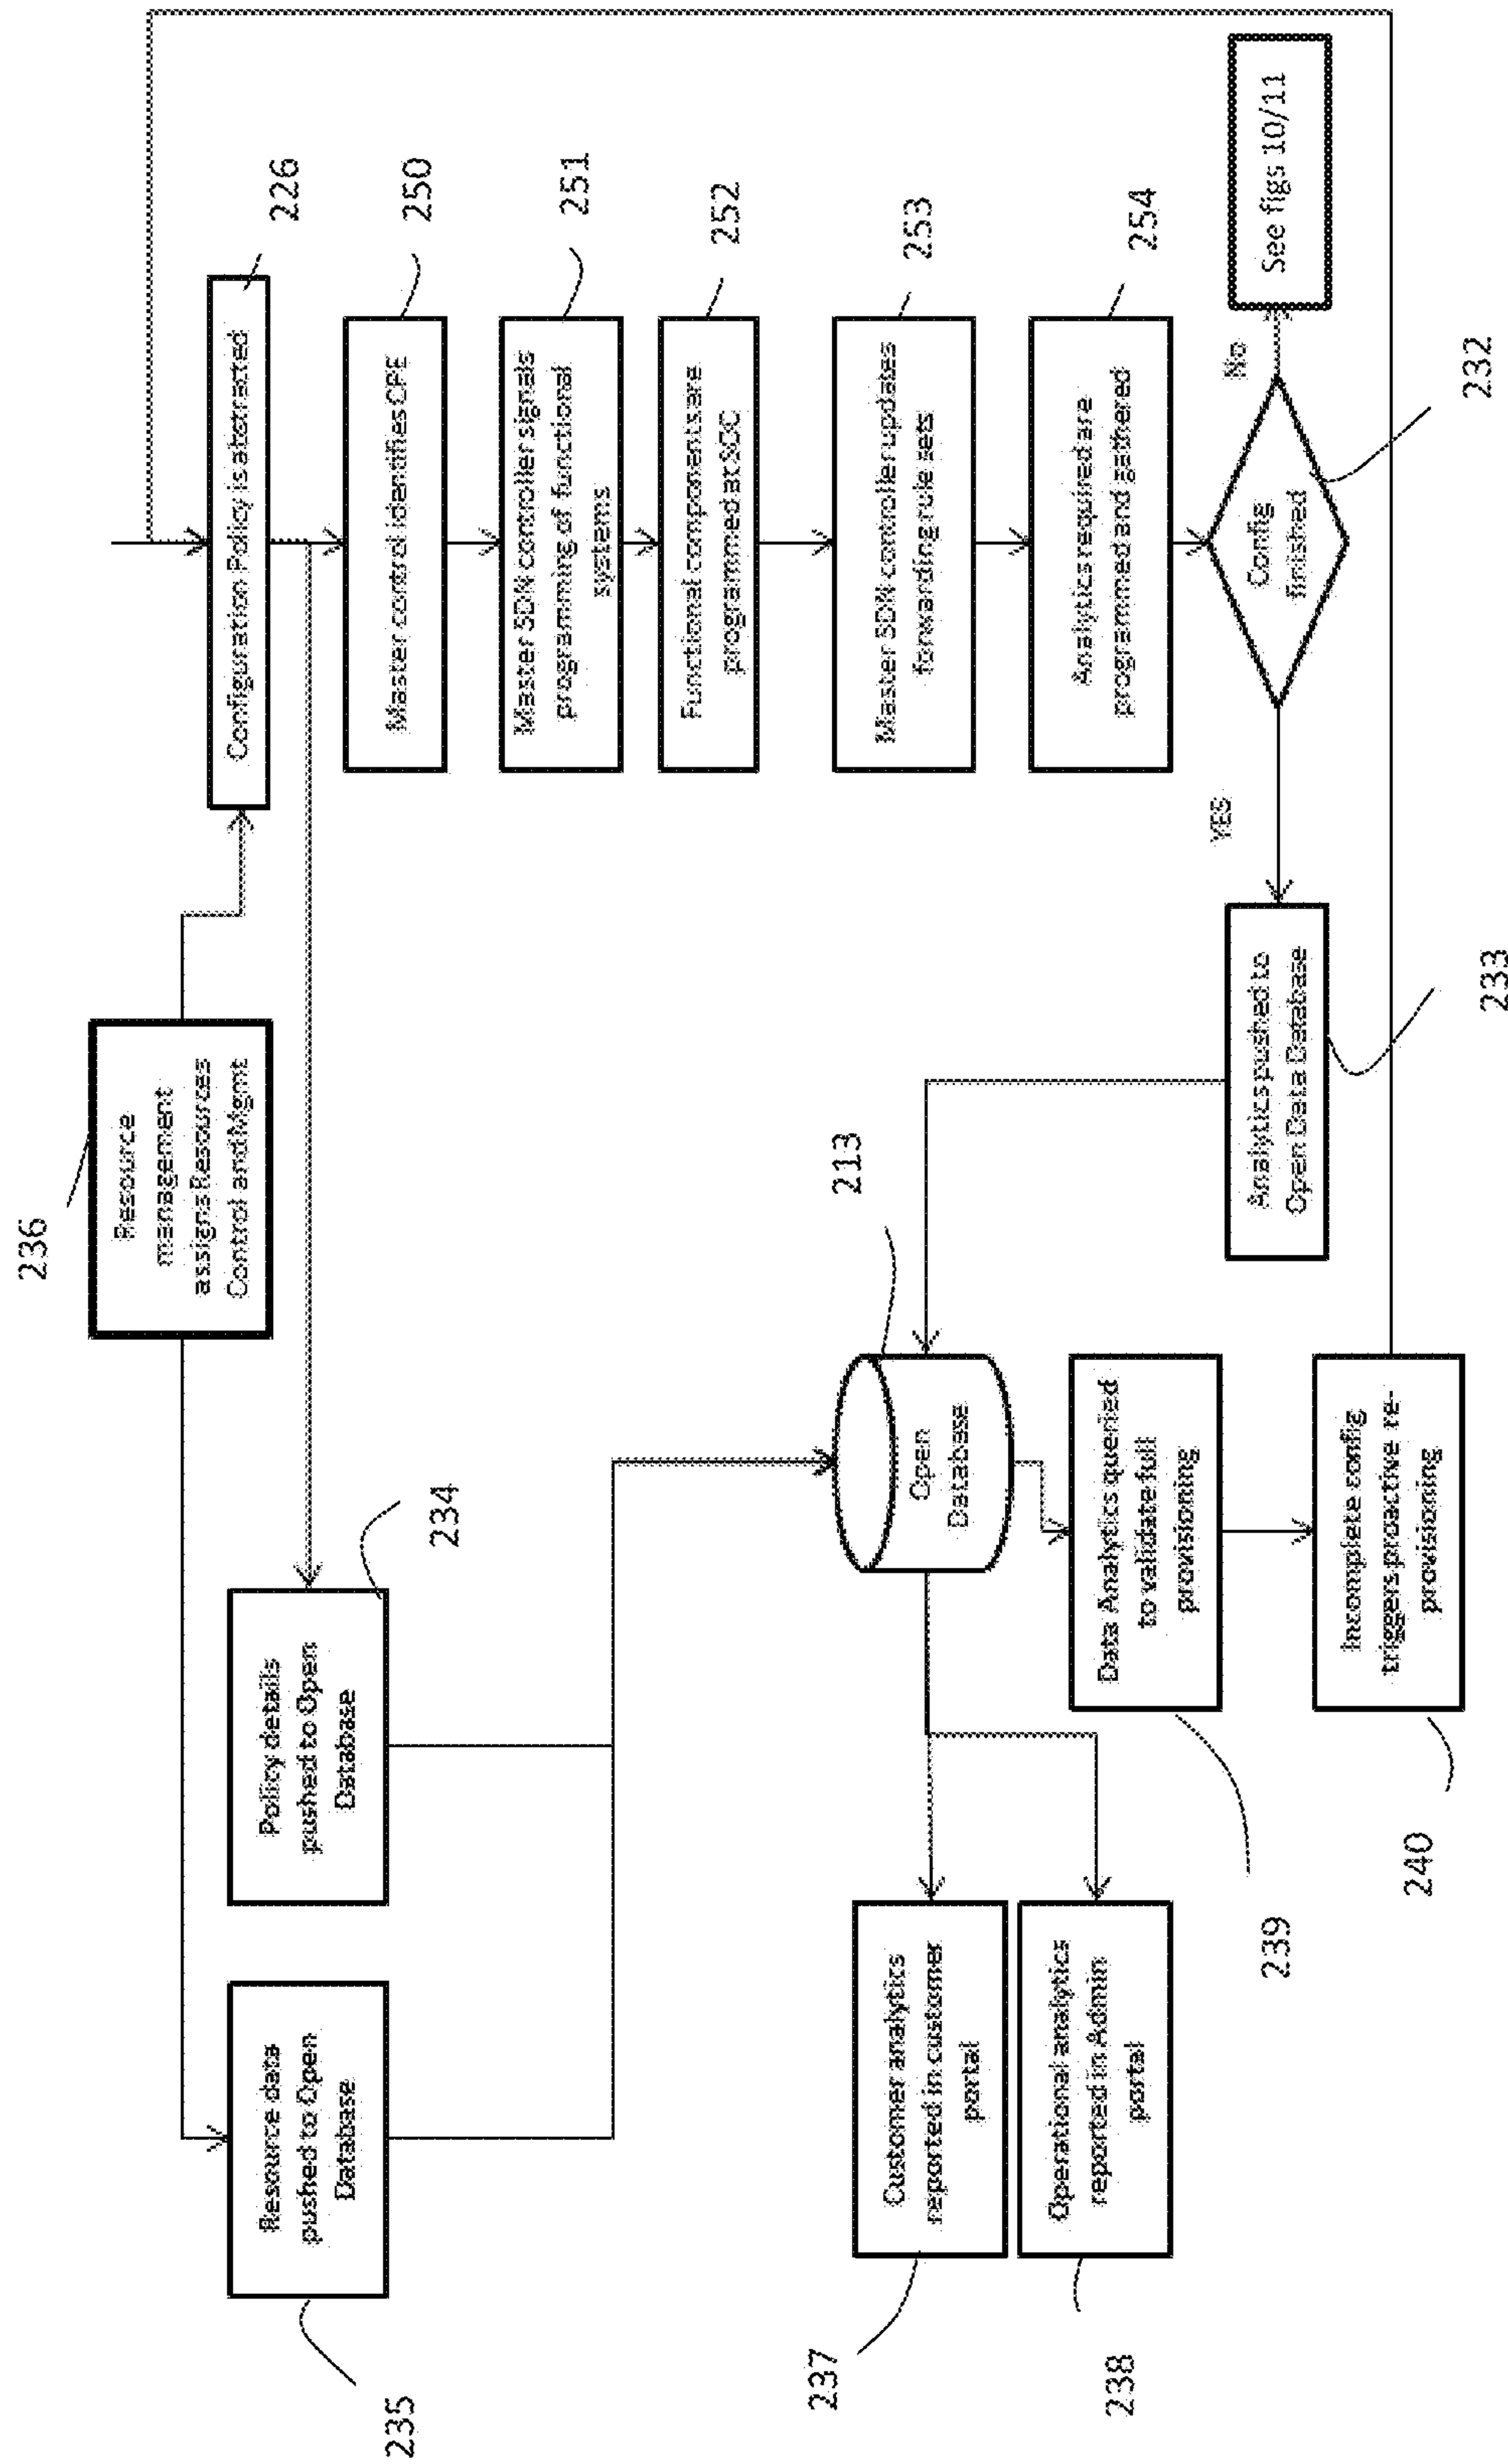 236
Resource
management
assigns Resources
Control and Mgmt
Configuration Policy is abstracted
226
Master control identifies CPE
250
Master SDN controller signals
programing of functional
systems
251
Functional components are
programmed at SDC
252
Master SDN controller updates
forwarding rule sets
253
Analytics required are
programmed and gathered
254
Config
finished
232
No
See figs 10/11
YES
Analytics pushed to
Open Data Database
233
235
Resource data
pushed to Open
Database
234
Policy details
pushed to Open
Database
213
Open
Database
237
Customer analytics
reported in customer
portal
238
Operational analytics
reported in Admin
portal
239
Data Analytics queried
to validate full
provisioning
240
Incomplete config
triggers proactive re-
provisioning